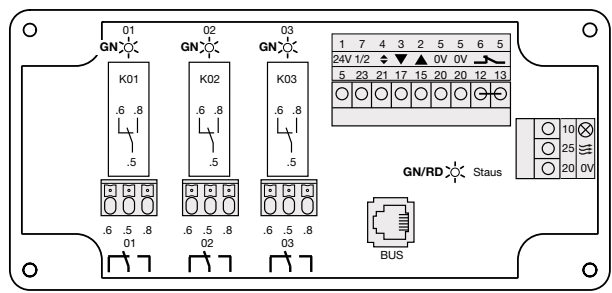 01 02 03
GN GN GN
K01 K02 K03
.6 .8 .6 .8 .6 .8
.5 .5 .5
.6 .5 .8 .6 .5 .8 .6 .5 .8
01 02 03
1 7 4 3 2 5 5 6 5
24V 1/2 0V 0V
5 23 21 17 15 20 20 12 13
10
25
20 0V
GN/RD Staus
BUS